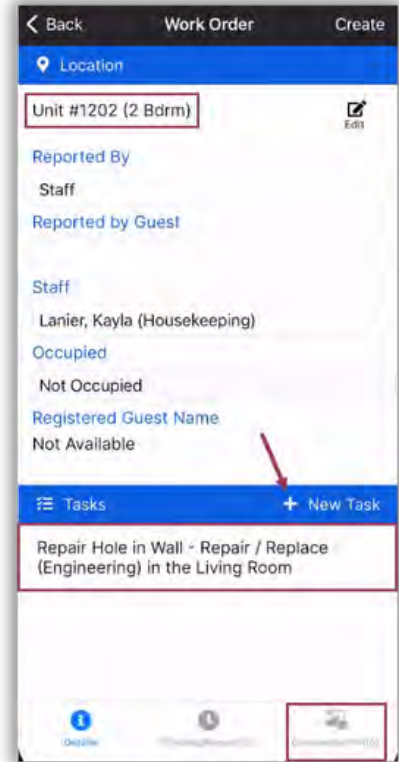 Back Work Order Create
Location
Unit #1202 (2 Bdrm)
Edit
Reported By
Staff
Reported by Guest
Staff
Lanier, Kayla (Housekeeping)
Occupied
Not Occupied
Registered Guest Name
Not Available
Tasks + New Task
Repair Hole in Wall - Repair / Replace
(Engineering) in the Living Room
Details